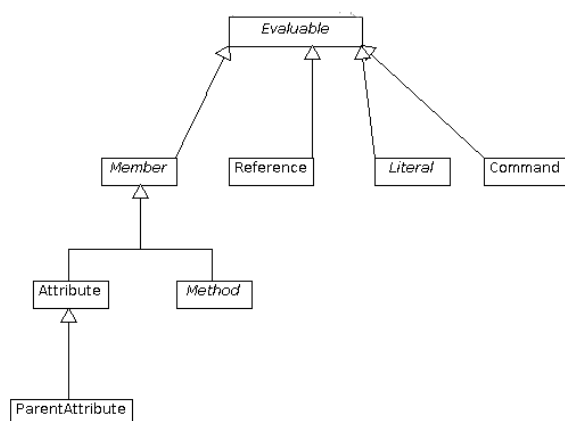 Evaluable
Member
Reference
Literal
Command
Attribute
Method
ParentAttribute